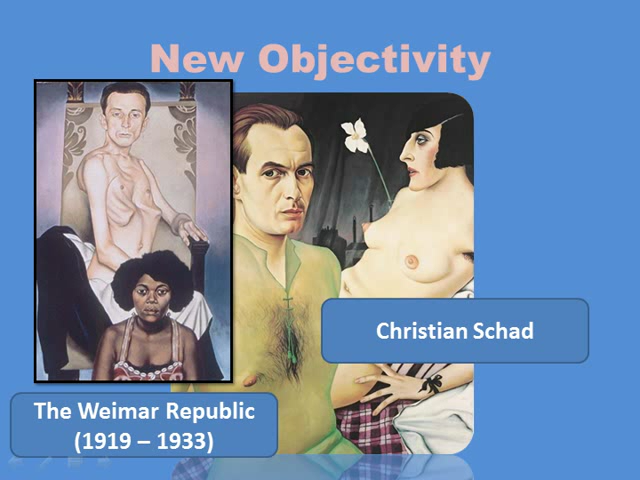 New Objectivity
Christian Schad
The Weimar Republic
(1919 – 1933)